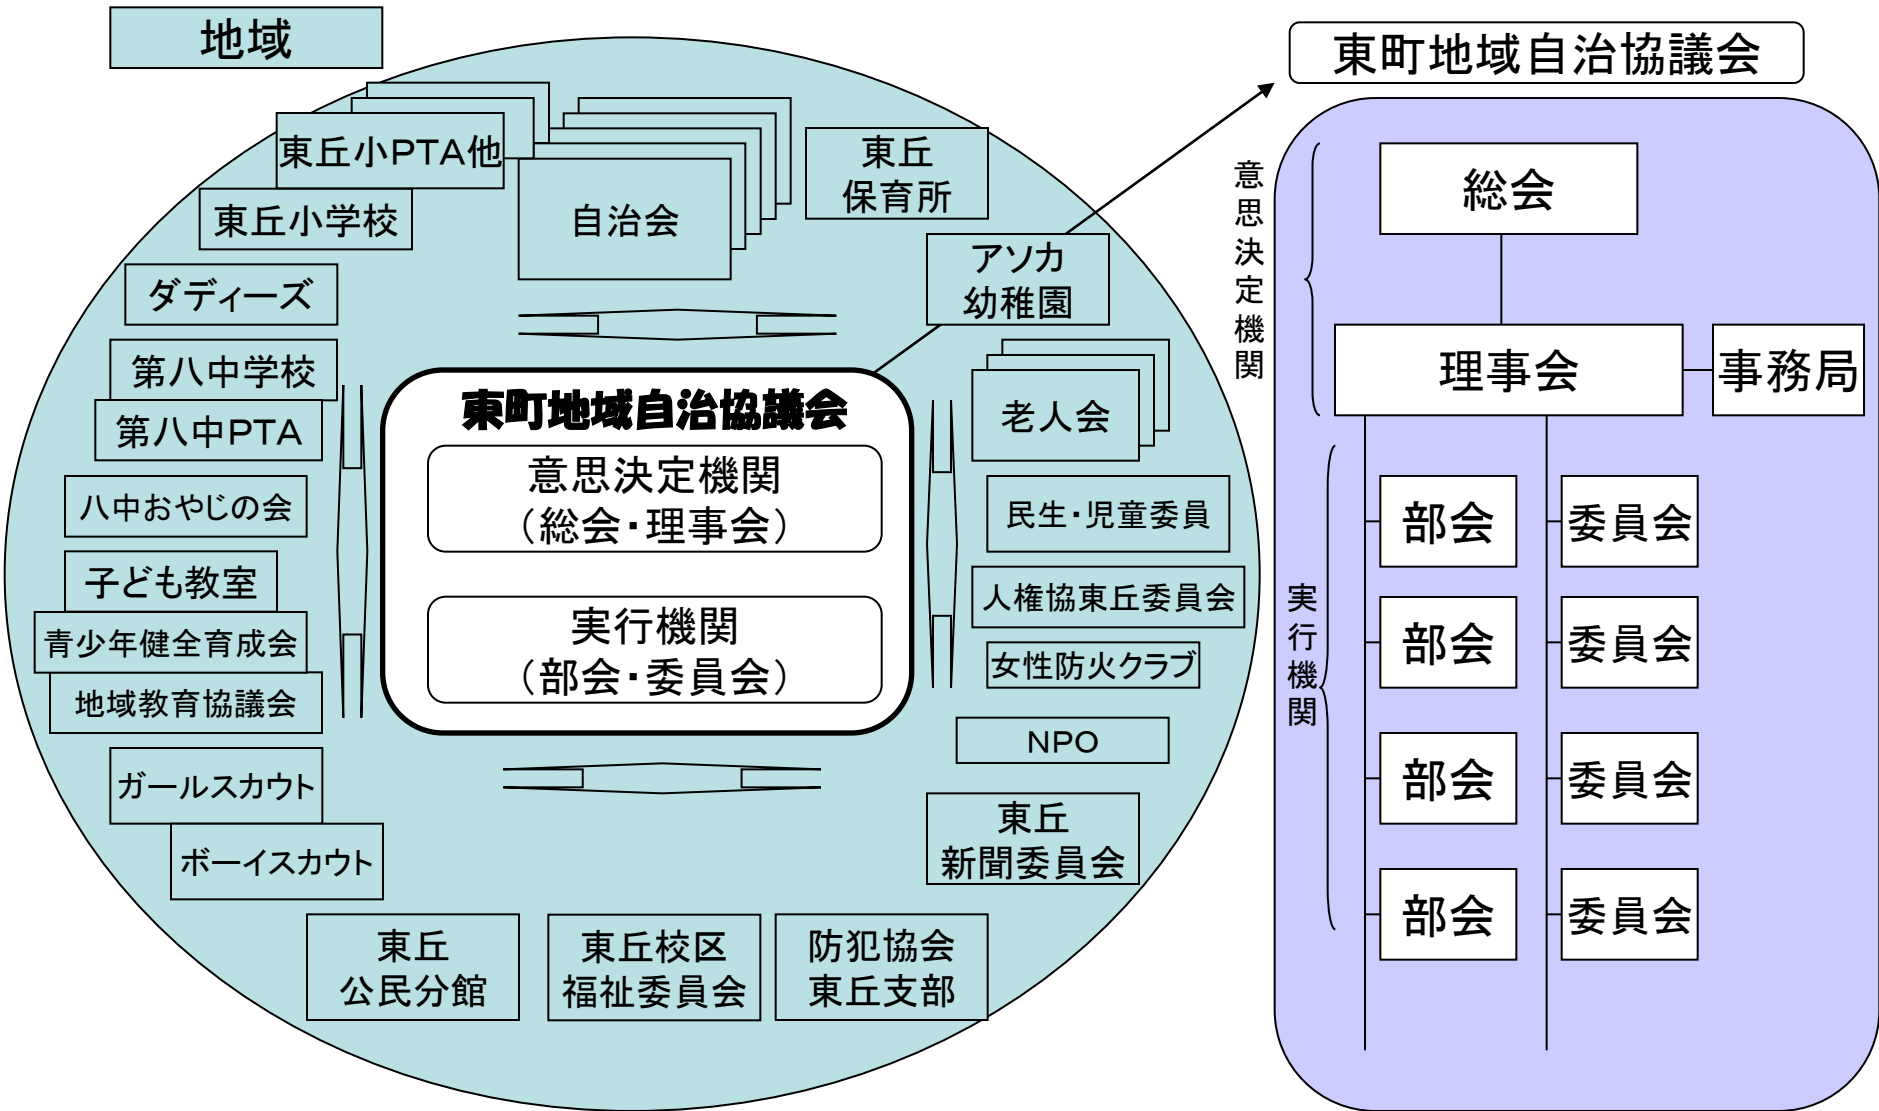 地域
東丘小PTA他
東丘小学校
自治会
東丘
保育所
アソカ
幼稚園
ダディーズ
第八中学校
第八中PTA
八中おやじの会
子ども教室
青少年健全育成会
地域教育協議会
ガールスカウト
ボーイスカウト
東町地域自治協議会
意思決定機関
（総会・理事会）
実行機関
（部会・委員会）
老人会
民生・児童委員
人権協東丘委員会
女性防火クラブ
NPO
東丘
新聞委員会
東丘
公民分館
東丘校区
福祉委員会
防犯協会
東丘支部
東町地域自治協議会
意思決定機関
総会
理事会
事務局
実行機関
部会
委員会
部会
委員会
部会
委員会
部会
委員会